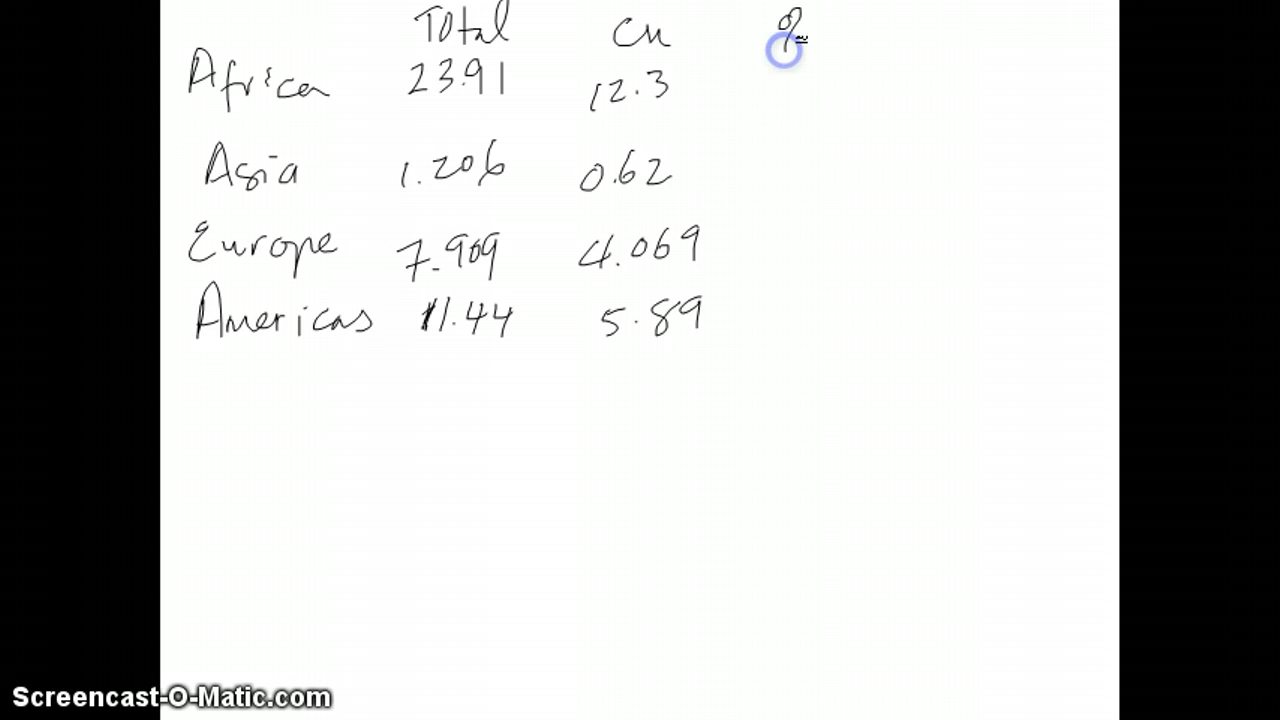 Total Cu %
Africa 23.91 12.3
Asia 1.206 0.62
Europe 7.909 4.069
Americas 11.44 5.89
Screencast-O-Matic.com